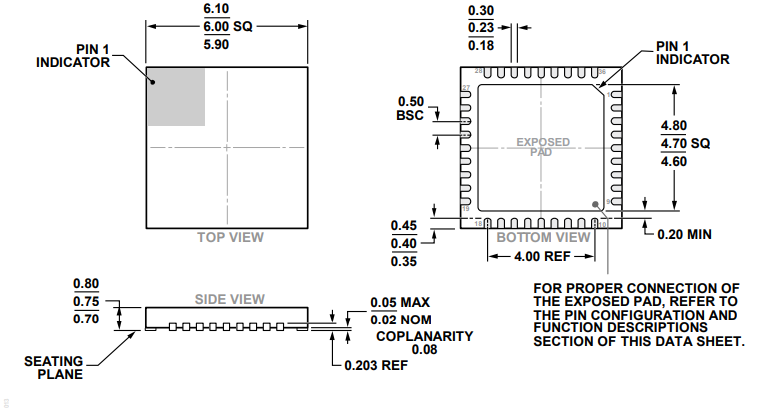 6.10
6.00 SQ
5.90
PIN 1
INDICATOR
TOP VIEW
0.30
0.23
0.18
PIN 1
INDICATOR
28
36
27
1
0.50
BSC
EXPOSED
PAD
4.80
4.70 SQ
4.60
19
9
18
10
0.45
0.40
0.35
BOTTOM VIEW
0.20 MIN
4.00 REF
FOR PROPER CONNECTION OF
THE EXPOSED PAD, REFER TO
THE PIN CONFIGURATION AND
FUNCTION DESCRIPTIONS
SECTION OF THIS DATA SHEET.
0.80
0.75
0.70
SIDE VIEW
0.05 MAX
0.02 NOM
COPLANARITY
0.08
0.203 REF
SEATING
PLANE